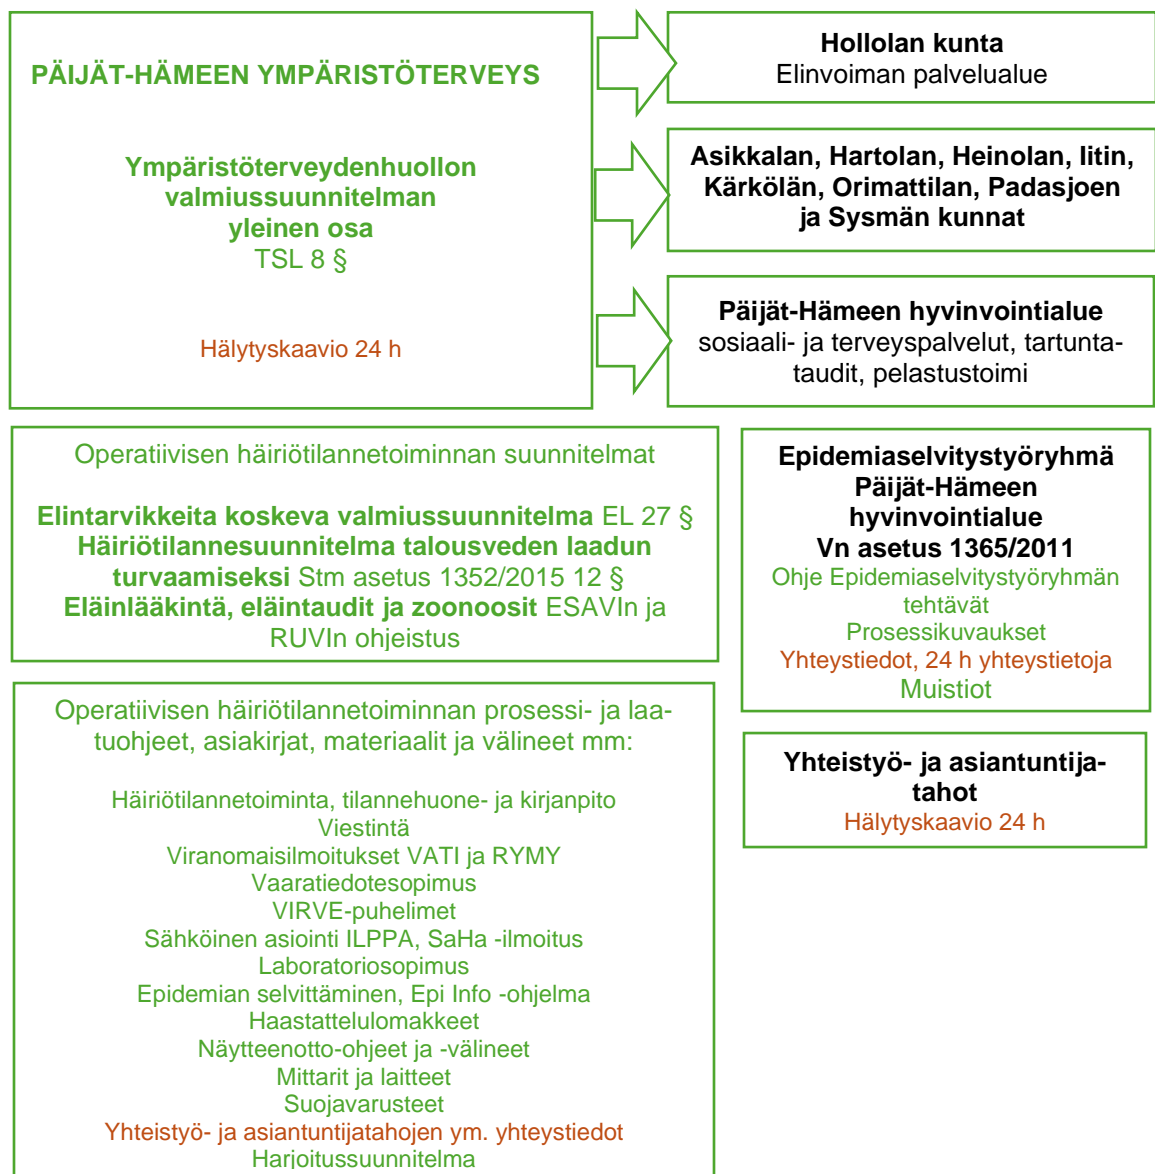 PÄIJÄT-HÄMEEN YMPÄRISTÖTERVEYS
Ympäristöterveydenhuollon
valmiussuunnitelman
yleinen osa
TSL 8 §
Hälytyskaavio 24 h
Hollolan kunta
Elinvoiman palvelualue
Asikkalan, Hartolan, Heinolan, Iitin,
Kärkölän, Orimattilan, Padasjoen
ja Sysmän kunnat
Päijät-Hämeen hyvinvointialue
sosiaali- ja terveyspalvelut, tartunta-
taudit, pelastustoimi
Operatiivisen häiriötilannetoiminnan suunnitelmat
Elintarvikkeita koskeva valmiussuunnitelma EL 27 §
Häiriötilannesuunnitelma talousveden laadun
turvaamiseksi Stm asetus 1352/2015 12 §
Eläinlääkintä, eläintaudit ja zoonoosit ESAVIn ja
RUVIn ohjeistus
Epidemiaselvitystyöryhmä
Päijät-Hämeen
hyvinvointialue
Vn asetus 1365/2011
Ohje Epidemiaselvitystyöryhmän
tehtävät
Prosessikuvaukset
Yhteystiedot, 24 h yhteystietoja
Muistiot
Operatiivisen häiriötilannetoiminnan prosessi- ja laa-
tuohjeet, asiakirjat, materiaalit ja välineet mm:
Häiriötilannetoiminta, tilannehuone- ja kirjanpito
Viestintä
Viranomaisilmoitukset VATI ja RYMY
Vaaratiedotesopimus
VIRVE-puhelimet
Sähköinen asiointi ILPPA, SaHa -ilmoitus
Laboratoriosopimus
Epidemian selvittäminen, Epi Info -ohjelma
Haastattelulomakkeet
Näytteenotto-ohjeet ja -välineet
Mittarit ja laitteet
Suojavarusteet
Yhteistyö- ja asiantuntijatahojen ym. yhteystiedot
Harjoitussuunnitelma
Yhteistyö- ja asiantuntija-
tahot
Hälytyskaavio 24 h